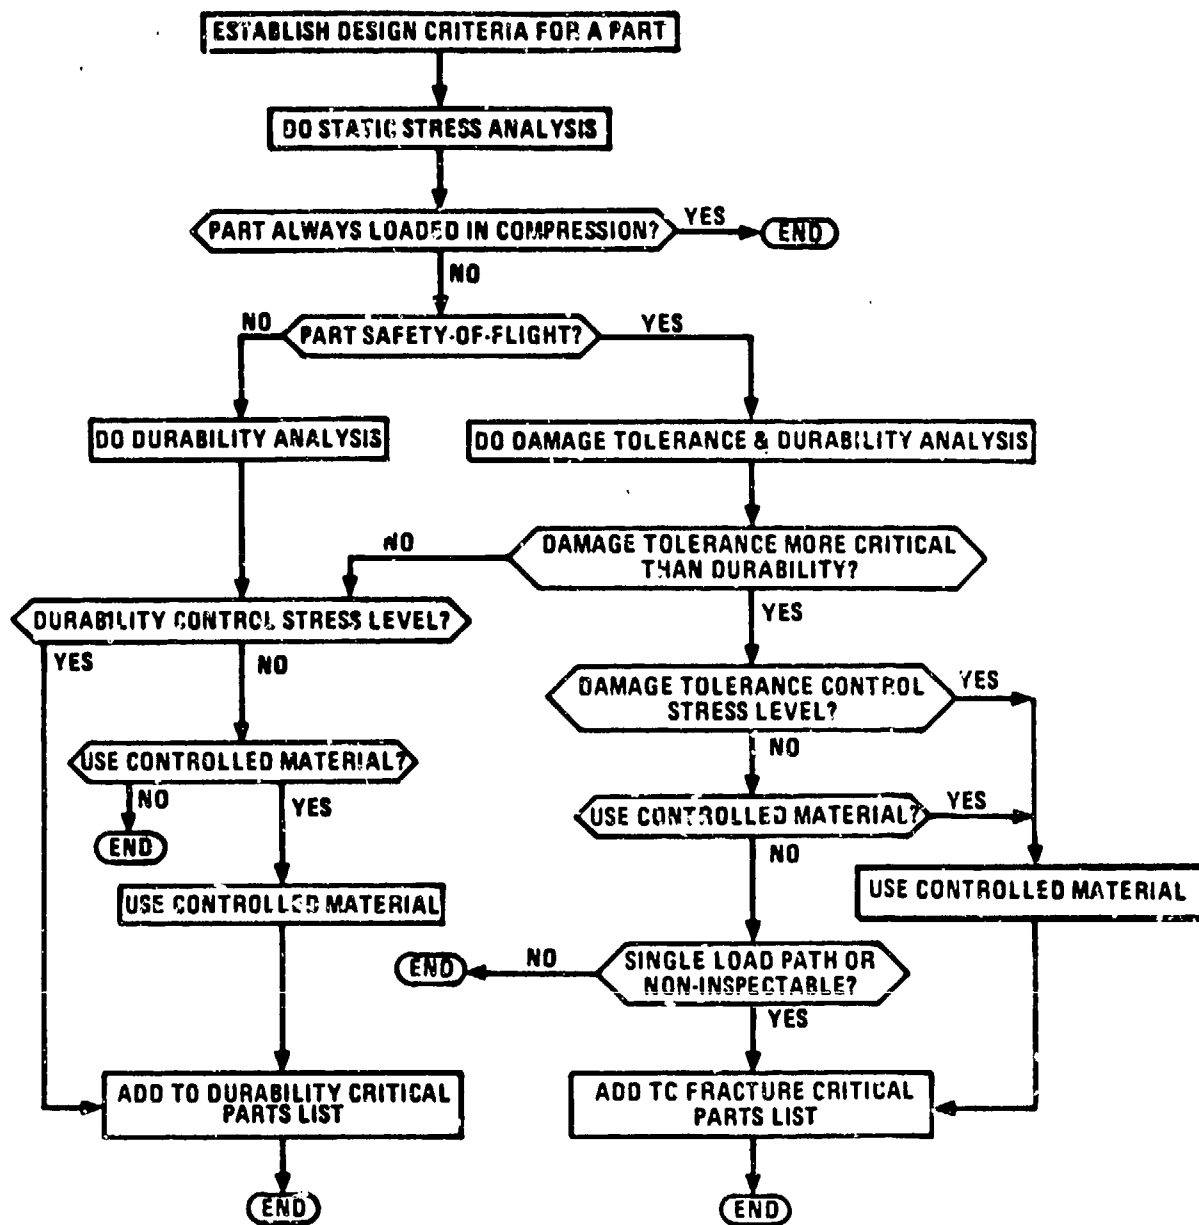 ESTABLISH DESIGN CRITERIA FOR A PART
DO STATIC STRESS ANALYSIS
PART ALWAYS LOADED IN COMPRESSION?
YES
END
NO
NO
PART SAFETY-OF-FLIGHT?
YES
DO DURABILITY ANALYSIS
DO DAMAGE TOLERANCE & DURABILITY ANALYSIS
NO
DAMAGE TOLERANCE MORE CRITICAL
THAN DURABILITY?
YES
DURABILITY CONTROL STRESS LEVEL?
YES
NO
DAMAGE TOLERANCE CONTROL
STRESS LEVEL?
YES
NO
USE CONTROLLED MATERIAL?
NO
YES
END
USE CONTROLLED MATERIAL?
YES
NO
USE CONTROLLED MATERIAL
USE CONTROLLED MATERIAL
END
NO
SINGLE LOAD PATH OR
NON-INSPECTABLE?
YES
ADD TO DURABILITY CRITICAL
PARTS LIST
ADD TO FRACTURE CRITICAL
PARTS LIST
END
END